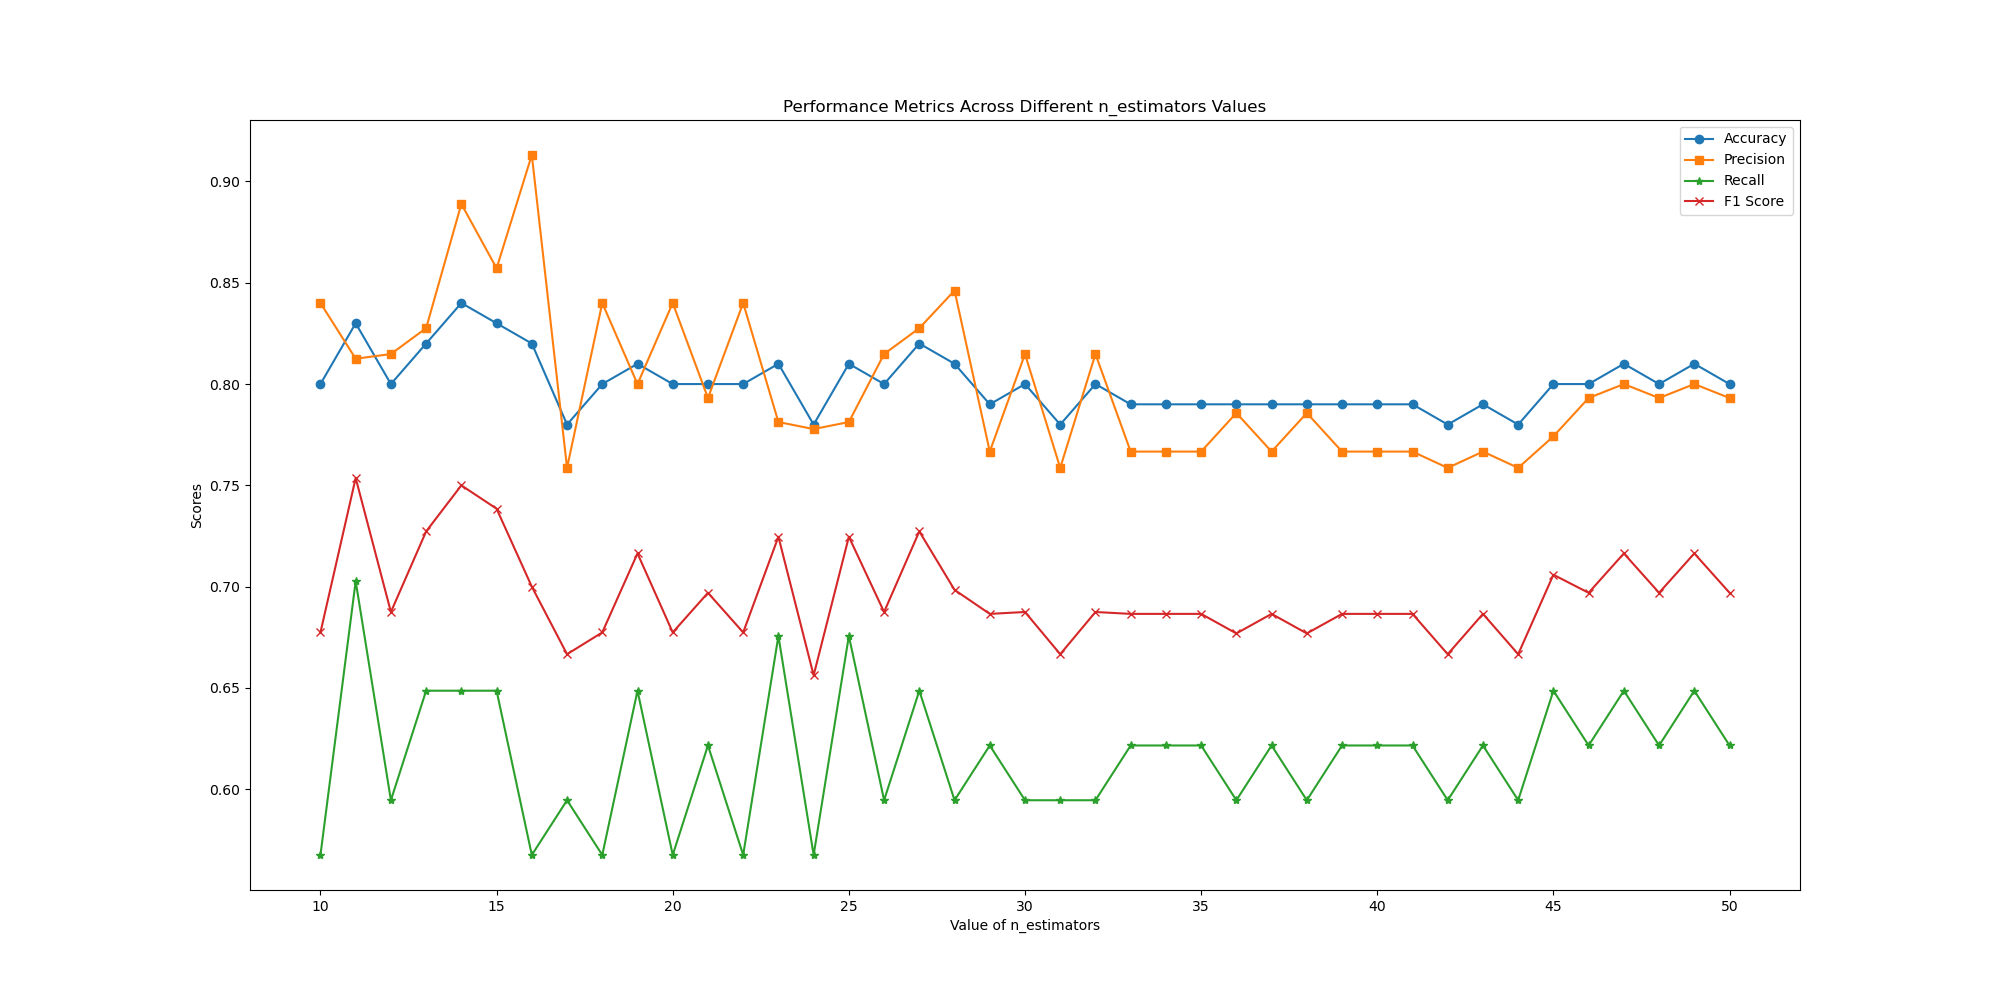 Performance Metrics Across Different n_estimators Values
Accuracy
Precision
Recall
F1 Score
Scores
0.90
0.85
0.80
0.75
0.70
0.65
0.60
10 15 20 25 30 35 40 45 50
Value of n_estimators